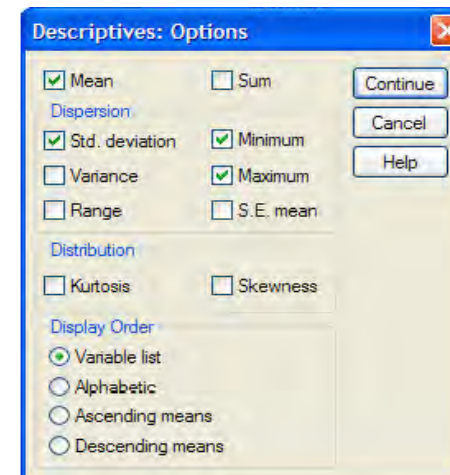 Descriptives: Options
Mean Sum Continue
Dispersion Cancel
Std. deviation Minimum
Variance Maximum Help
Range S.E. mean
Distribution
Kurtosis Skewness
Display Order
Variable list
Alphabetic
Ascending means
Descending means